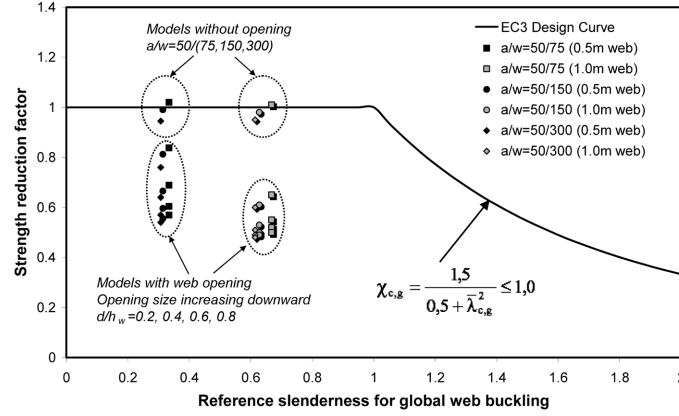 1.4
1.2
1
0.8
0.6
0.4
0.2
0
Strength reduction factor
Models without opening
a/w=50/(75,150,300)
EC3 Design Curve
a/w=50/75 (0.5m web)
a/w=50/75 (1.0m web)
a/w=50/150 (0.5m web)
a/w=50/150 (1.0m web)
a/w=50/300 (0.5m web)
a/w=50/300 (1.0m web)
Models with web opening
Opening size increasing downward
d/h w =0.2, 0.4, 0.6, 0.8
χc,g = 1,5 / (0,5 + λ̄²c,g) ≤ 1,0
0 0.2 0.4 0.6 0.8 1 1.2 1.4 1.6 1.8 2
Reference slenderness for global web buckling